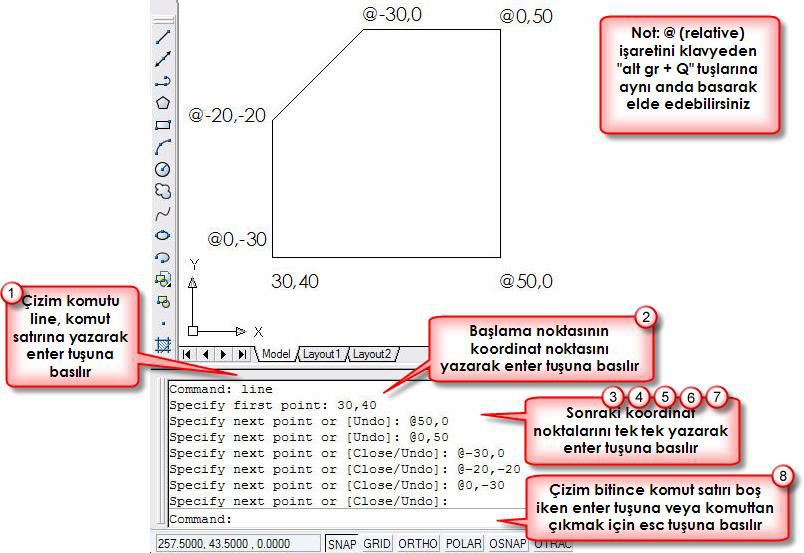 @-30,0
@0,50
Not: @ (relative)
işaretini klavyeden
"alt gr + Q" tuşlarına
aynı anda basarak
elde edebilirsiniz
@-20,-20
@0,-30
30,40
@50,0
Y
X
1
Çizim komutu
line, komut
satırına yazarak
enter tuşuna
basılır
2
Başlama noktasının
koordinat noktasını
yazarak enter tuşuna basılır
Model Layout1 Layout2
Command: line
Specify first point: 30,40
Specify next point or [Undo]: @50,0
Specify next point or [Undo]: @0,50
Specify next point or [Close/Undo]: @-30,0
Specify next point or [Close/Undo]: @-20,-20
Specify next point or [Close/Undo]: @0,-30
Specify next point or [Close/Undo]:
3 4 5 6 7
Sonraki koordinat
noktalarını tek tek yazarak
enter tuşuna basılır
8
Çizim bitince komut satırı boş
iken enter tuşuna veya komuttan
çıkmak için esc tuşuna basılır
Command:
257.5000, 43.5000 , 0.0000
SNAP GRID ORTHO POLAR OSNAP OTRAC